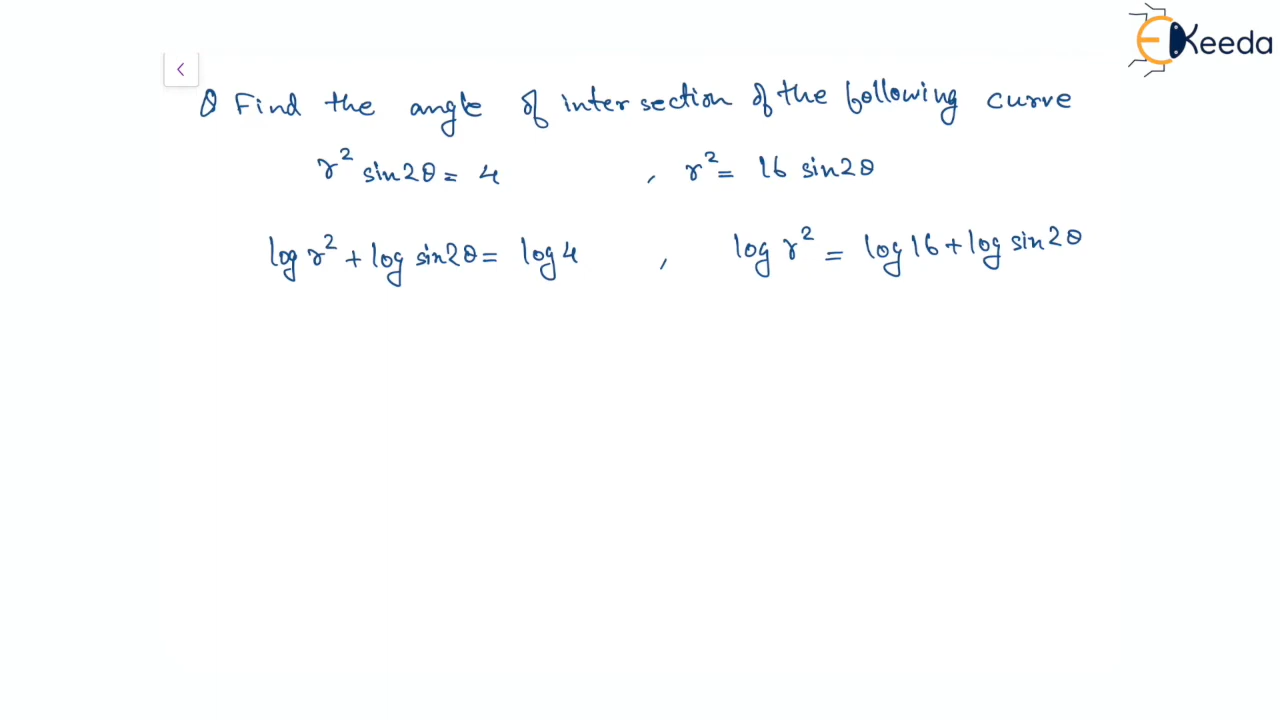 EKeeda
Q Find the angle of intersection of the following curve
r² sin2θ = 4 , r² = 16 sin2θ
log r² + log sin2θ = log 4 , log r² = log 16 + log sin2θ